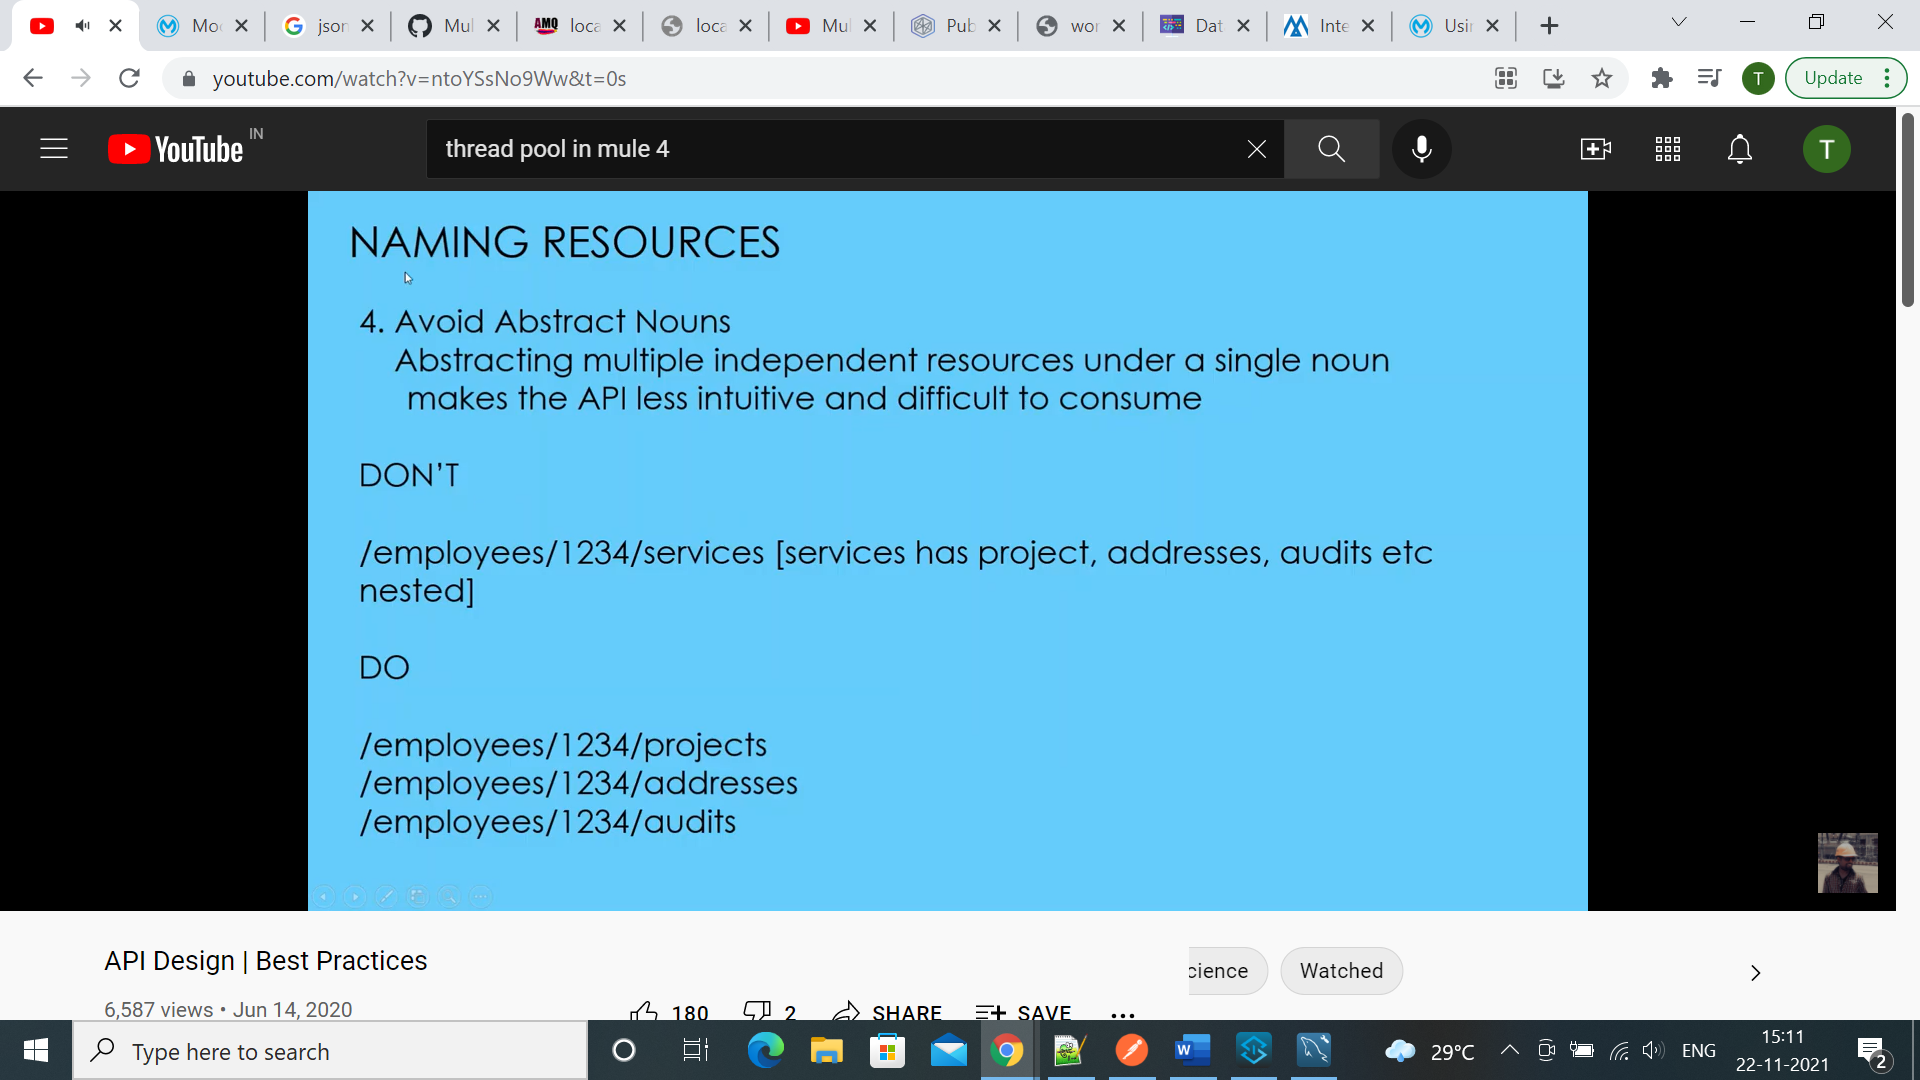 Moc
json
Mul
AMQ
loca
loca
Mul
Pub
wor
Dat
Inte
Usin
youtube.com/watch?v=ntoYSsNo9Ww&t=0s
T
Update
YouTube IN
thread pool in mule 4
T
NAMING RESOURCES
4. Avoid Abstract Nouns
Abstracting multiple independent resources under a single noun
makes the API less intuitive and difficult to consume
DON'T
/employees/1234/services [services has project, addresses, audits etc
nested]
DO
/employees/1234/projects
/employees/1234/addresses
/employees/1234/audits
API Design | Best Practices
cience
Watched
6,587 views • Jun 14, 2020
180
2
SHARE
SAVE
Type here to search
W
29°C
ENG
15:11
22-11-2021
2